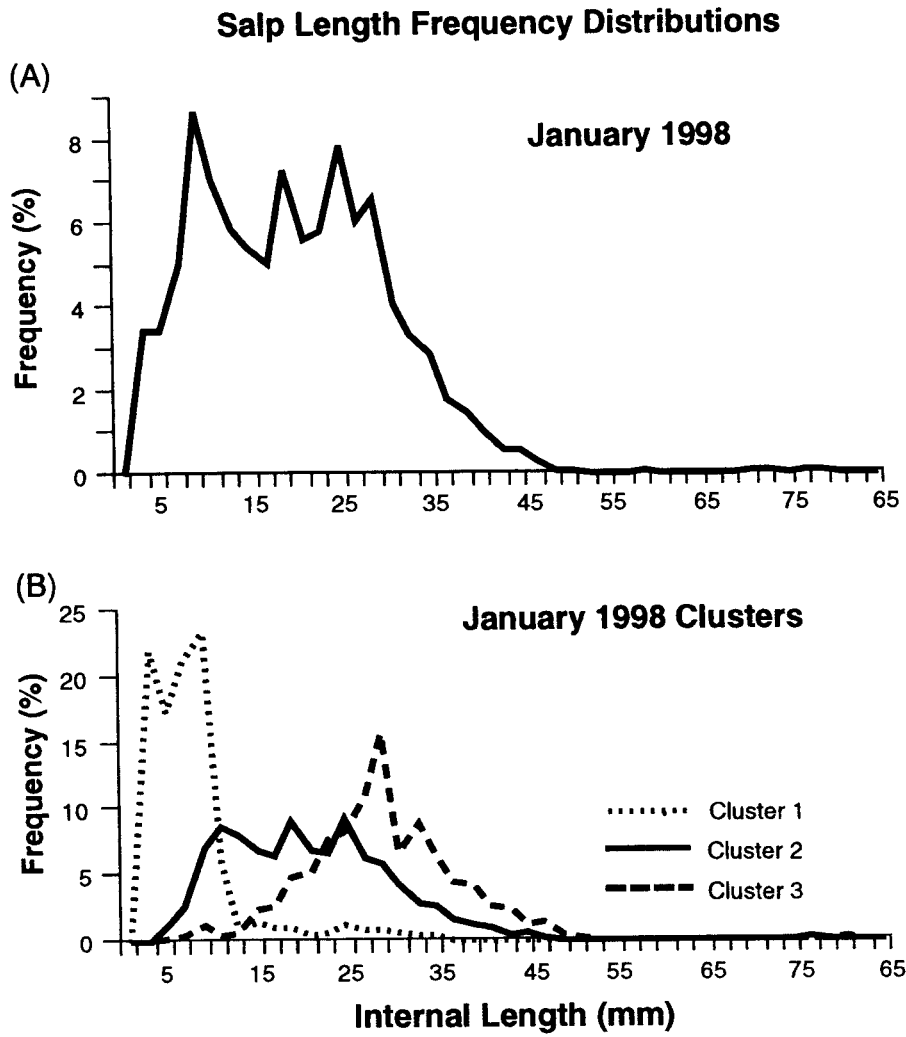 Salp Length Frequency Distributions
(A)
January 1998
Frequency (%)
8
6
4
2
0
5 15 25 35 45 55 65 75 65
(B)
January 1998 Clusters
Frequency (%)
25
20
15
10
5
0
Cluster 1
Cluster 2
Cluster 3
5 15 25 35 45 55 65 75 65
Internal Length (mm)